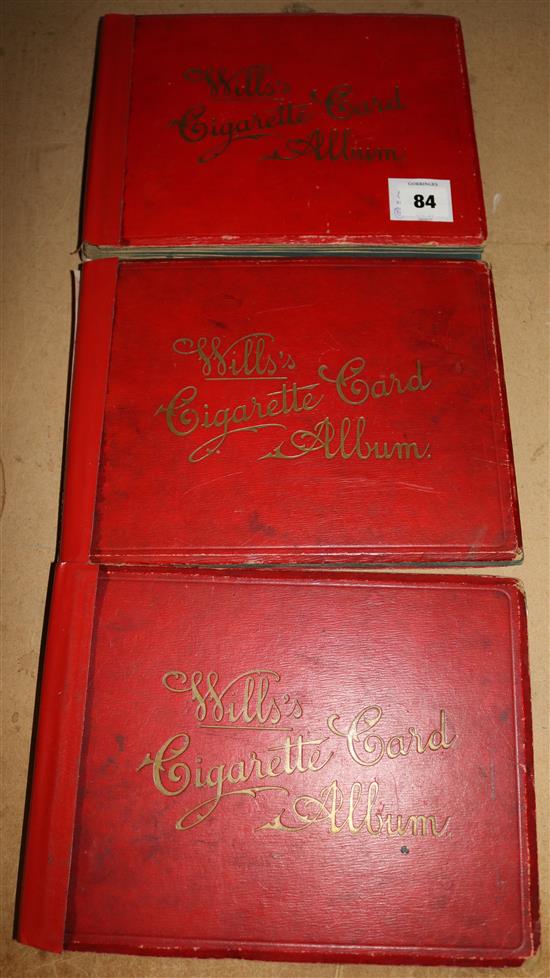 Wills's
Cigarette Card
Album.
GORRINGES
84
Wills's
Cigarette Card
Album.
Wills's
Cigarette Card
Album.